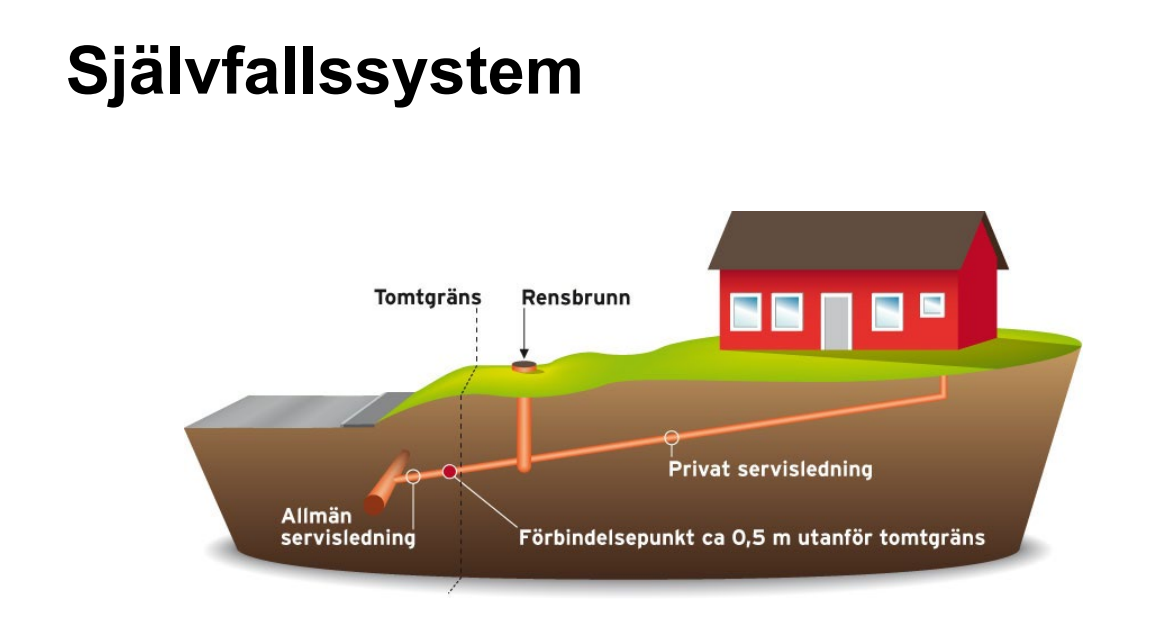 Självfallssystem
Tomtgräns
Rensbrunn
Privat servisledning
Allmän
servisledning
Förbindelsepunkt ca 0,5 m utanför tomtgräns